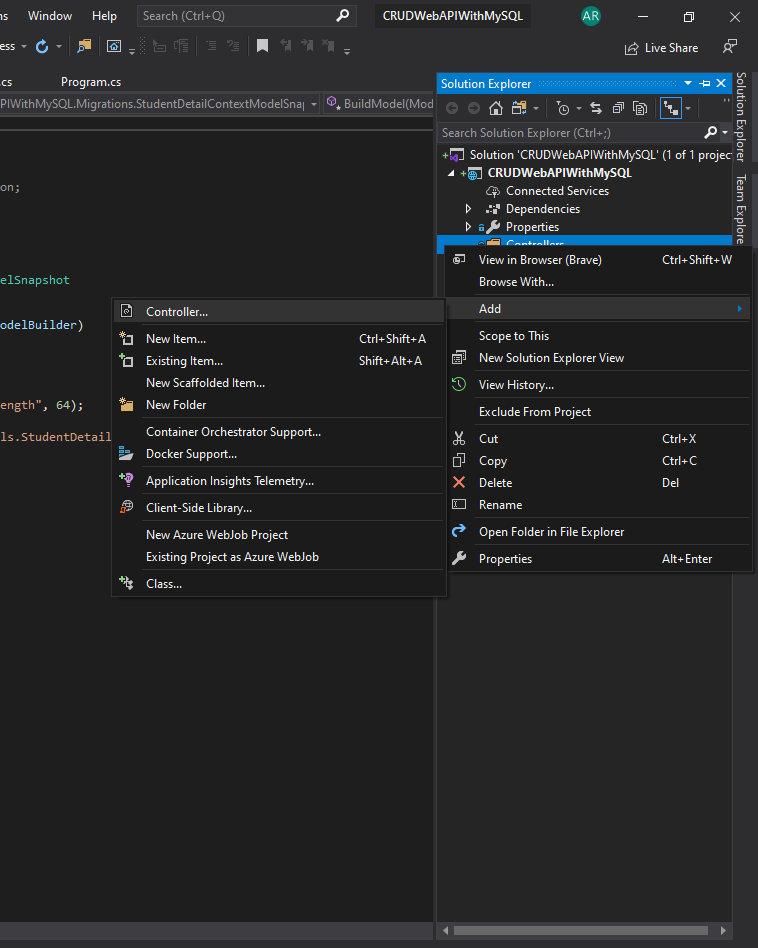 ns Window Help Search (Ctrl+Q) CRUDWebAPIWithMySQL AR
ess Live Share
.cs Program.cs
PIWithMySQL.Migrations.StudentDetailContextModelSnap BuildModel(Mod
on;
elSnapshot
odelBuilder)
ength", 64);
ls.StudentDetail
Solution Explorer
Search Solution Explorer (Ctrl+;)
Solution 'CRUDWebAPIWithMySQL' (1 of 1 project
CRUDWebAPIWithMySQL
Connected Services
Dependencies
Properties
Controllers
Solution Explorer
Team Explore
View in Browser (Brave) Ctrl+Shift+W
Browse With...
Add
Scope to This
New Solution Explorer View
View History...
Exclude From Project
Cut Ctrl+X
Copy Ctrl+C
Delete Del
Rename
Open Folder in File Explorer
Properties Alt+Enter
Controller...
New Item... Ctrl+Shift+A
Existing Item... Shift+Alt+A
New Scaffolded Item...
New Folder
Container Orchestrator Support...
Docker Support...
Application Insights Telemetry...
Client-Side Library...
New Azure WebJob Project
Existing Project as Azure WebJob
Class...